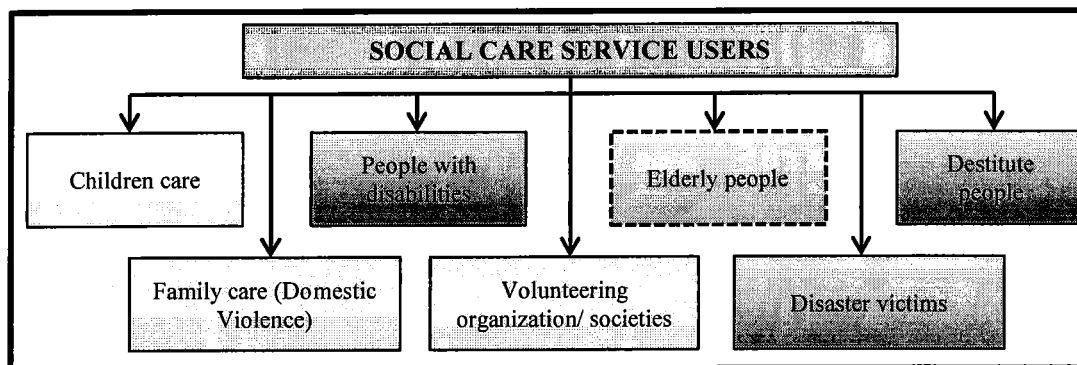 SOCIAL CARE SERVICE USERS
Children care
People with
disabilities
Elderly people
Destitute
people
Family care (Domestic
Violence)
Volunteering
organization/ societies
Disaster victims